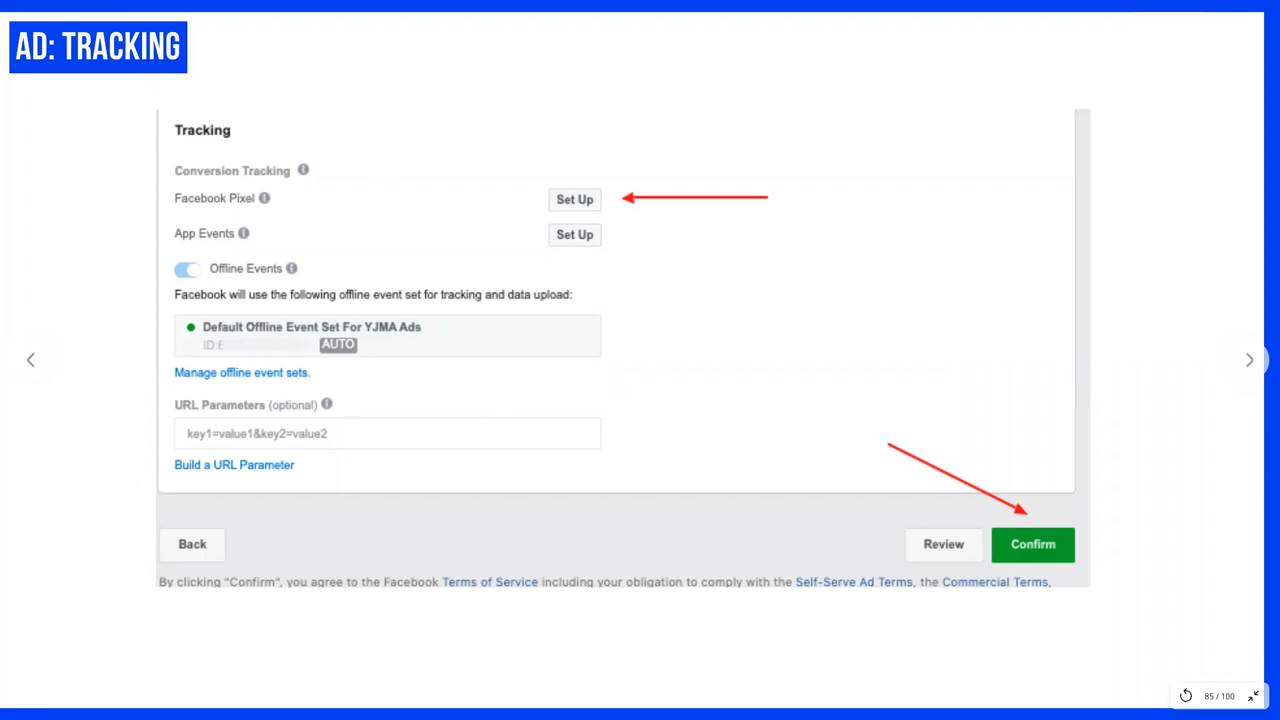 AD: TRACKING
Tracking
Conversion Tracking
Facebook Pixel
Set Up
App Events
Set Up
Offline Events
Facebook will use the following offline event set for tracking and data upload:
Default Offline Event Set For YJMA Ads
ID:6 AUTO
Manage offline event sets.
URL Parameters (optional)
key1=value1&key2=value2
Build a URL Parameter
Back
Review
Confirm
By clicking "Confirm", you agree to the Facebook Terms of Service including your obligation to comply with the Self-Serve Ad Terms, the Commercial Terms,
85 / 100